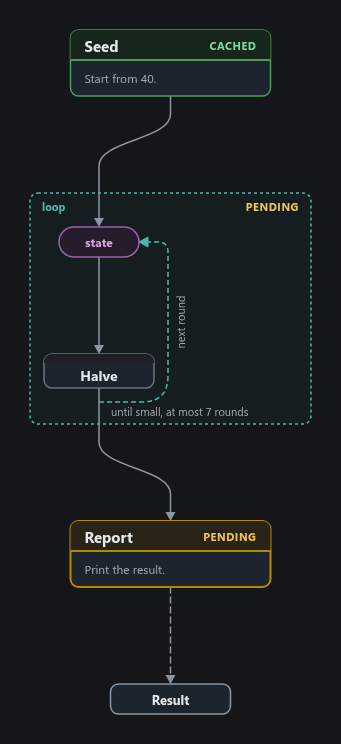 Seed CACHED
Start from 40.
loop PENDING
state
next round
Halve
until small, at most 7 rounds
Report PENDING
Print the result.
Result